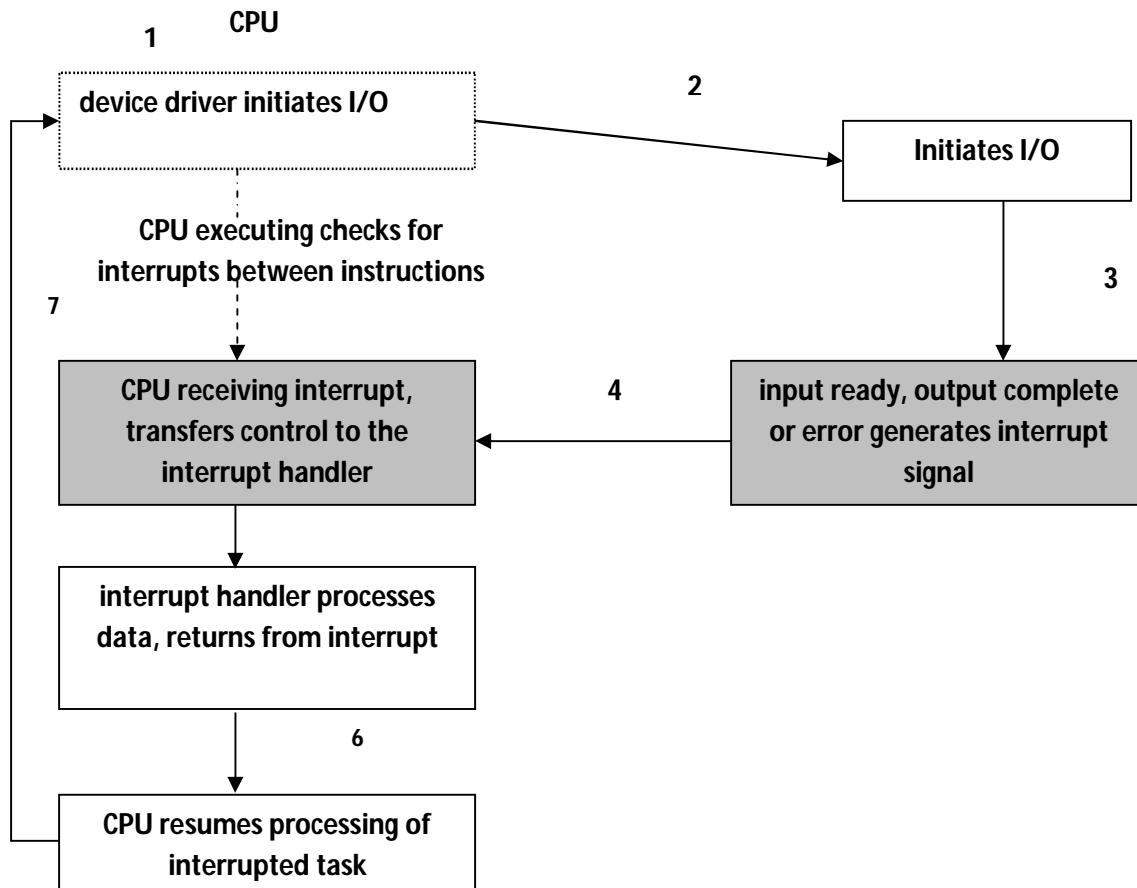 1
CPU
device driver initiates I/O
2
Initiates I/O
CPU executing checks for
interrupts between instructions
3
7
CPU receiving interrupt,
transfers control to the
interrupt handler
4
input ready, output complete
or error generates interrupt
signal
interrupt handler processes
data, returns from interrupt
6
CPU resumes processing of
interrupted task